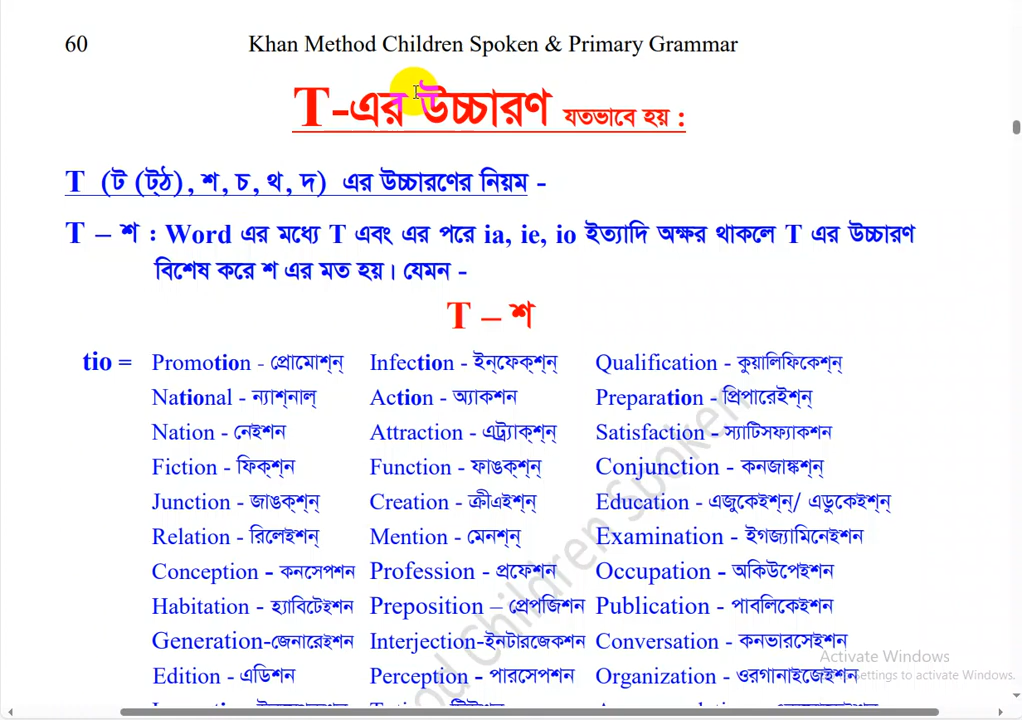 60 Khan Method Children Spoken & Primary Grammar
T-এর উচ্চারণ যতভাবে হয় :
T (ট (ট্ঠ), শ, চ, থ, দ) এর উচ্চারণের নিয়ম -
T – শ : Word এর মধ্যে T এবং এর পরে ia, ie, io ইত্যাদি অক্ষর থাকলে T এর উচ্চারণ
বিশেষ করে শ এর মত হয়। যেমন -
T – শ
tio = Promotion - প্রোমোশ্‌ন্ Infection - ইন্‌ফেক্‌শ্‌ন্ Qualification - কুয়ালিফিকেশ্‌ন্
National - ন্যাশ্‌নাল্ Action - অ্যাকশন Preparation - প্রিপারেইশ্‌ন্
Nation - নেইশন Attraction - এট্র্যাক্‌শ্‌ন্ Satisfaction - স্যাটিসফ্যাকশন
Fiction - ফিক্‌শ্‌ন Function - ফাঙক্‌শ্‌ন্ Conjunction - কনজাঙ্কশ্‌ন্
Junction - জাঙক্‌শ্‌ন্ Creation - ক্রীএইশ্‌ন্ Education - এজুকেইশ্‌ন্/ এডুকেইশ্‌ন্
Relation - রিলেইশন্ Mention - মেনশ্‌ন্ Examination - ইগজ্যামিনেইশন
Conception - কনসেপশন Profession - প্রফেশন Occupation - অকিউপেইশন
Habitation - হ্যাবিটেইশন Preposition – প্রেপজিশন Publication - পাবলিকেইশন
Generation-জেনারেইশন Interjection-ইনটারজেকশন Conversation - কনভারসেইশন
Edition - এডিশন Perception - পারসেপশন Organization - ওরগানাইজেইশন
Activate Windows
settings to activate Windows.